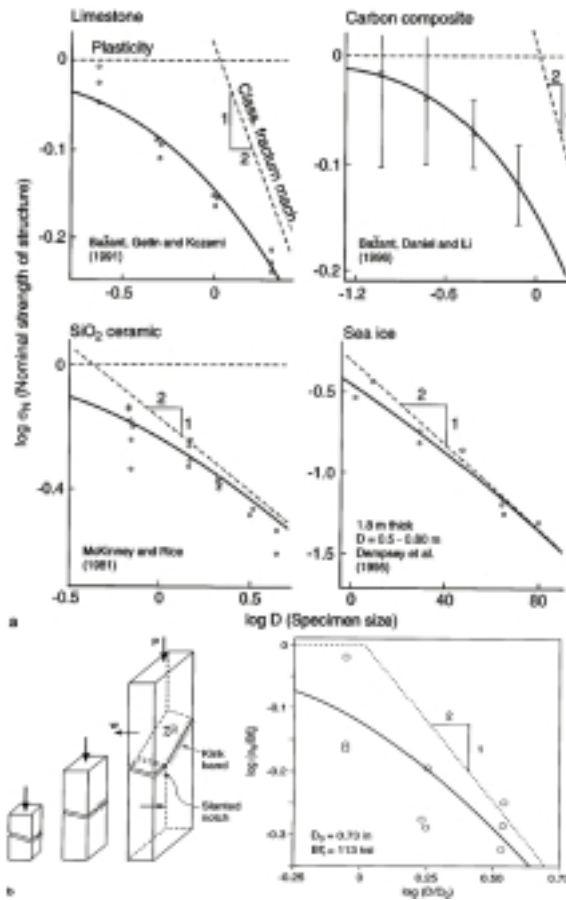 Limestone
Plasticity
Class. fracture mach.
0
-0.1
-0.2
1
2
Bažant, Gettu and Kazemi
(1991)
-0.5
0
Carbon composite
0
-0.1
-0.2
2
1
Bažant, Daniel and Li
(1996)
-1.2
-0.6
0
log σN (Nominal strength of structure)
SiO2 ceramic
0
-0.4
2
1
McKinney and Rice
(1981)
-0.5
0
0.5
Sea ice
-0.5
-1.0
-1.5
2
1
1.8 m thick
D = 0.5 - 0.80 m
Dempsey et al.
(1995)
0
40
80
a
log D (Specimen size)
P
Kink
band
Slanted
notch
b
0
-0.1
-0.2
-0.3
2
1
-0.25
0
0.25
0.50
0.75
log (D/D0)